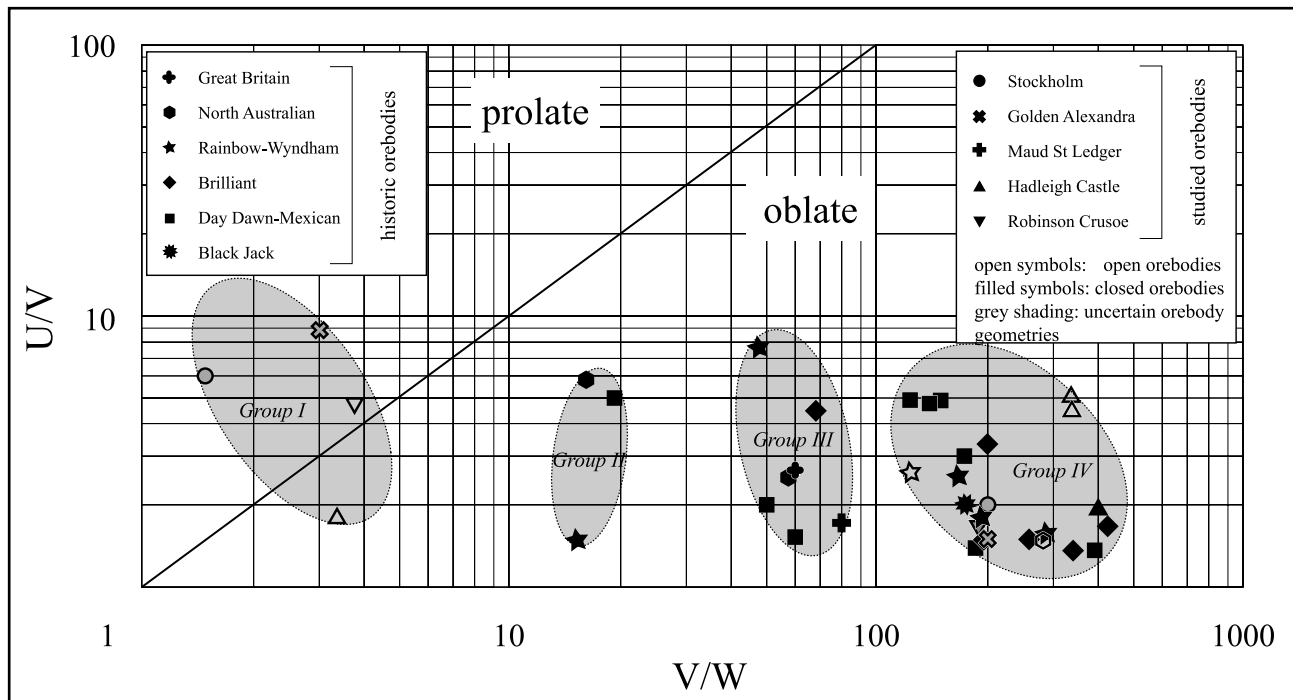 100
10
U/V
Great Britain
North Australian
Rainbow-Wyndham
Brilliant
Day Dawn-Mexican
Black Jack
historic orebodies
prolate
oblate
Stockholm
Golden Alexandra
Maud St Ledger
Hadleigh Castle
Robinson Crusoe
studied orebodies
open symbols: open orebodies
filled symbols: closed orebodies
grey shading: uncertain orebody
geometries
Group I
Group II
Group III
Group IV
1
10
100
1000
V/W